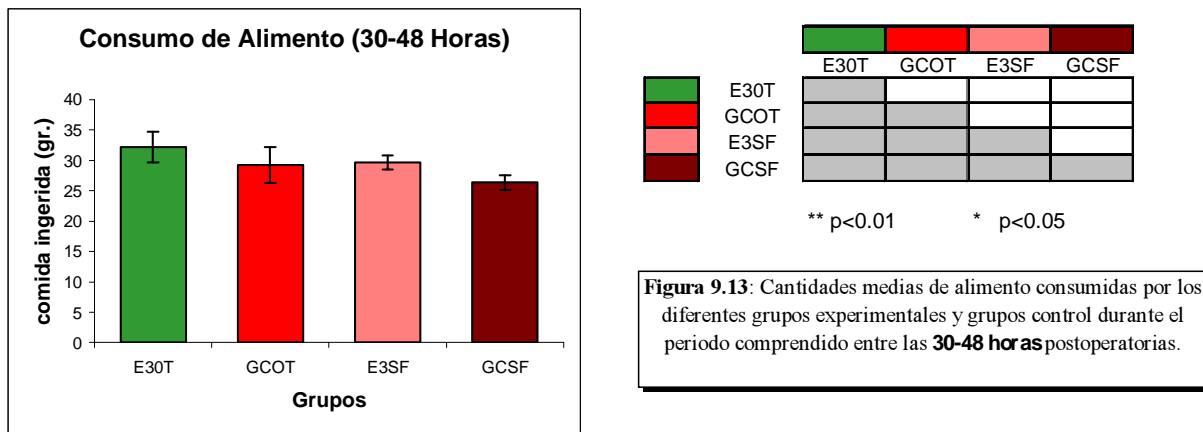 Consumo de Alimento (30-48 Horas)
comida ingerida (gr.)
40
35
30
25
20
15
10
5
0
E30T GCOT E3SF GCSF
Grupos
E30T GCOT E3SF GCSF
E30T
GCOT
E3SF
GCSF
** p<0.01 * p<0.05
Figura 9.13: Cantidades medias de alimento consumidas por los
diferentes grupos experimentales y grupos control durante el
periodo comprendido entre las 30-48 horas postoperatorias.